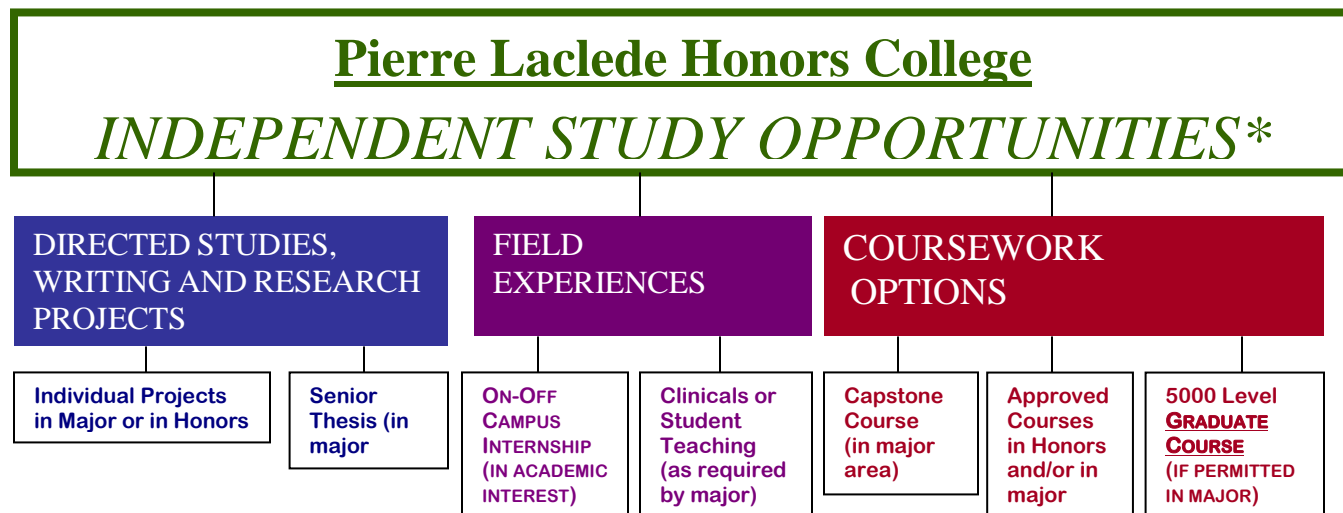 Pierre Laclede Honors College
INDEPENDENT STUDY OPPORTUNITIES*
DIRECTED STUDIES,
WRITING AND RESEARCH
PROJECTS
FIELD
EXPERIENCES
COURSEWORK
OPTIONS
Individual Projects
in Major or in Honors
Senior
Thesis (in
major
ON-OFF
CAMPUS
INTERNSHIP
(IN ACADEMIC
INTEREST)
Clinicals or
Student
Teaching
(as required
by major)
Capstone
Course
(in major
area)
Approved
Courses
in Honors
and/or in
major
5000 Level
GRADUATE
COURSE
(IF PERMITTED
IN MAJOR)